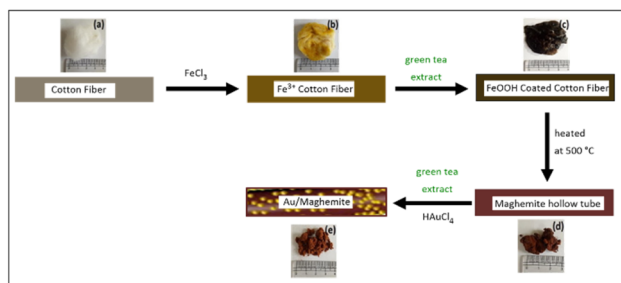 (a)
(b)
(c)
Cotton Fiber
FeCl₃
Fe³⁺ Cotton Fiber
green tea
extract
FeOOH Coated Cotton Fiber
heated
at 500 °C
Au/Maghemite
green tea
extract
HAuCl₄
Maghemite hollow tube
(e)
(d)